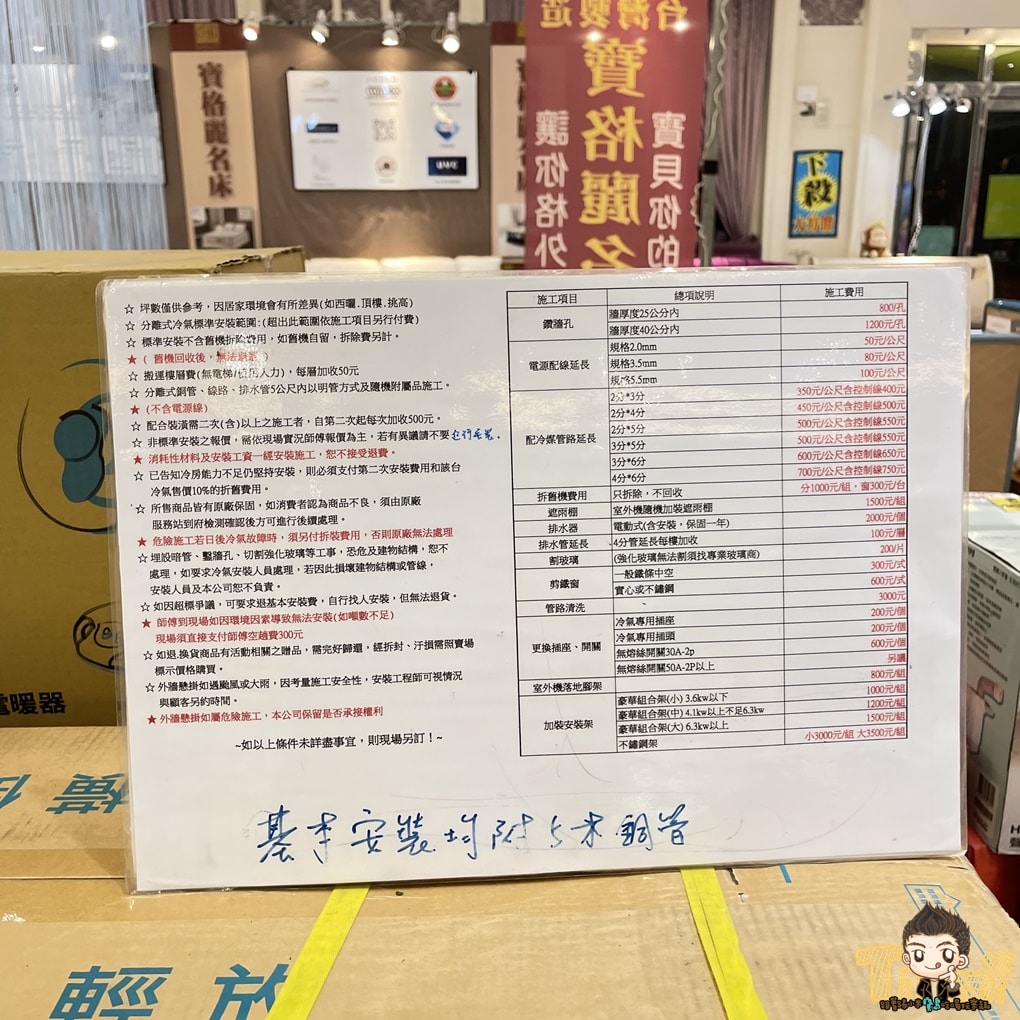 寶格麗名床
台灣製造
寶格麗名
讓你格外
寶貝你的
下殺
大特價
☆ 坪數僅供參考,因居家環境會有所差異(如西曬.頂樓.挑高)
☆ 分離式冷氣標準安裝範圍:(超出此範圍依施工項目另行付費)
☆ 標準安裝不含舊機拆除費用,如舊機自留,拆除費另計。
★ ( 舊機回收後,無法
☆ 搬運樓層費(無電梯/ 人力),每層加收50元
☆ 分離式銅管、線路、排水管5公尺內以明管方式及隨機附屬品施工。
★ (不含電源線)
☆ 配合裝潢需二次(含)以上之施工者,自第二次起每次加收500元。
☆ 非標準安裝之報價,需依現場實況師傅報價為主,若有異議請不要
★ 消耗性材料及安裝工資一經安裝施工,恕不接受退費。
☆ 已告知冷房能力不足仍堅持安裝,則必須支付第二次安裝費用和該台
冷氣售價10%的折舊費用。
☆ 所售商品皆有原廠保固,如消費者認為商品不良,須由原廠
服務站到府檢測確認後方可進行後續處理。
★ 危險施工若日後冷氣故障時,須另付拆裝費用,否則原廠無法處理
☆ 埋設暗管、鑿牆孔、切割強化玻璃等工事,恐危及建物結構,恕不
處理,如要求冷氣安裝人員處理,若因此損壞建物結構或管線,
安裝人員及本公司恕不負責。
☆ 如因超標爭議,可要求退基本安裝費,自行找人安裝,但無法退貨。
★ 師傅到現場如因環境因素導致無法安裝(如噸數不足)
現場須直接支付師傅空趟費300元
☆ 如退.換貨商品有活動相關之贈品,需完好歸還,經拆封、汙損需照賣場
標示價格購買。
☆ 外牆懸掛如遇颱風或大雨,因考量施工安全性,安裝工程師可視情況
與顧客另約時間。
★ 外牆懸掛如屬危險施工,本公司保留是否承接權利
~如以上條件未詳盡事宜,則現場另訂!~
施工項目 總項說明 施工費用
鑽牆孔 牆厚度25公分內 800/孔
牆厚度40公分內 1200元/孔
電源配線延長 規格2.0mm 50元/公尺
規格3.5mm 80元/公尺
規格5.5mm 100元/公尺
配冷媒管路延長 2分*3分 350元/公尺含控制線400元
2分*4分 450元/公尺含控制線500元
2分*5分 500元/公尺含控制線550元
3分*5分 500元/公尺含控制線550元
3分*6分 600元/公尺含控制線650元
4分*6分 700元/公尺含控制線750元
拆舊機費用 只拆除,不回收 分1000元/組,窗300元/台
遮雨棚 室外機隨機加裝遮雨棚 1500元/組
排水器 電動式(含安裝,保固一年) 2000元/個
排水管延長 4分管延長每樓加收 100元/層
割玻璃 (強化玻璃無法割須找專業玻璃商) 200/片
剪鐵窗 一般鐵條中空 300元/式
實心或不鏽鋼 600元/式
管路清洗 3000元
更換插座、開關 冷氣專用插座 200元/個
冷氣專用插頭 200元/個
無熔絲開關30A-2p 600元/個
無熔絲開關50A-2P以上 另議
室外機落地腳架 800元/組
加裝安裝架 豪華組合架(小) 3.6kw以下 1000元/組
豪華組合架(中) 4.1kw以上不足6.3kw 1200元/組
豪華組合架(大) 6.3kw以上 1500元/組
不鏽鋼架 小3000元/組 大3500元/組
基本安裝均附5米銅管
電暖器
輕放